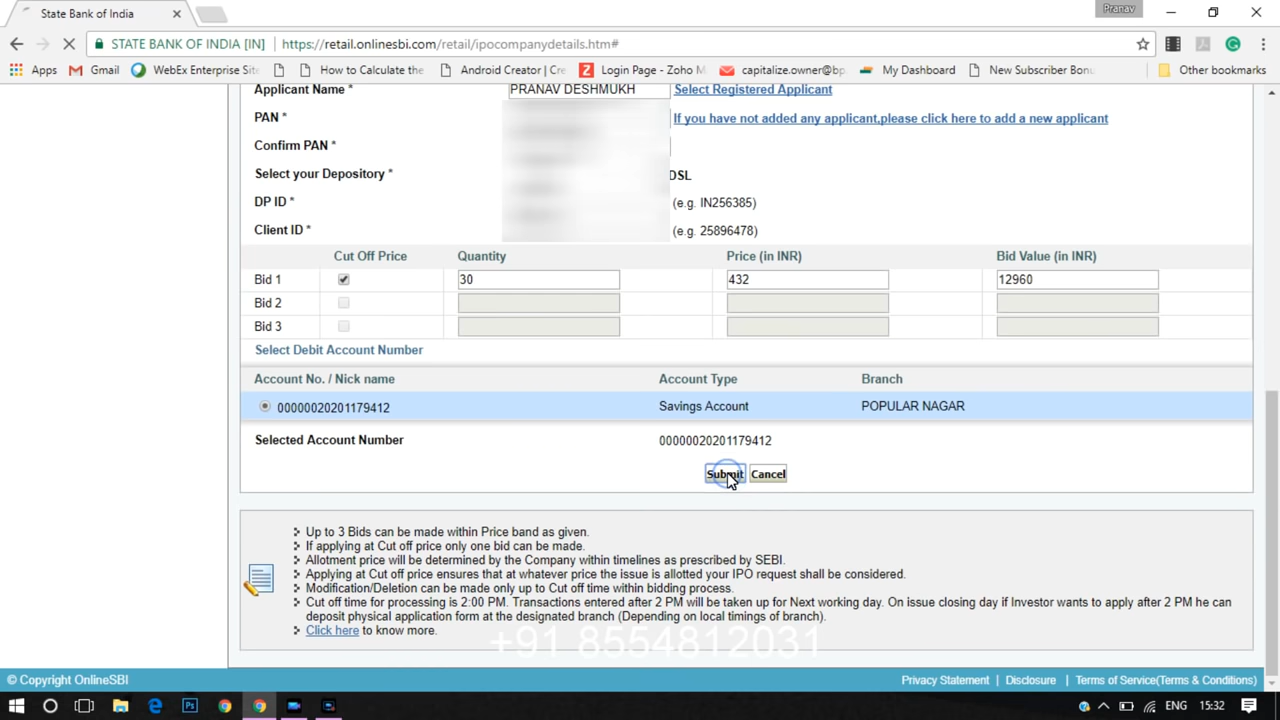 State Bank of India
Pranav
STATE BANK OF INDIA [IN]
https://retail.onlinesbi.com/retail/ipocompanydetails.htm#
Apps
Gmail
WebEx Enterprise Sit
How to Calculate the
Android Creator | Cre
Login Page - Zoho M
capitalize.owner@bp
My Dashboard
New Subscriber Bonu
Other bookmarks
Applicant Name * PRANAV DESHMUKH Select Registered Applicant
PAN * If you have not added any applicant,please click here to add a new applicant
Confirm PAN *
Select your Depository * DSL
DP ID * (e.g. IN256385)
Client ID * (e.g. 25896478)
Cut Off Price Quantity Price (in INR) Bid Value (in INR)
Bid 1 30 432 12960
Bid 2
Bid 3
Select Debit Account Number
Account No. / Nick name Account Type Branch
00000020201179412 Savings Account POPULAR NAGAR
Selected Account Number 00000020201179412
Submit Cancel
Up to 3 Bids can be made within Price band as given.
If applying at Cut off price only one bid can be made.
Allotment price will be determined by the Company within timelines as prescribed by SEBI.
Applying at Cut off price ensures that at whatever price the issue is allotted your IPO request shall be considered.
Modification/Deletion can be made only up to Cut off time within bidding process.
Cut off time for processing is 2:00 PM. Transactions entered after 2 PM will be taken up for Next working day. On issue closing day if Investor wants to apply after 2 PM he can
deposit physical application form at the designated branch (Depending on local timings of branch).
Click here to know more.
+91 8554812031
© Copyright OnlineSBI
Privacy Statement | Disclosure | Terms of Service(Terms & Conditions)
Ps
ENG 15:32